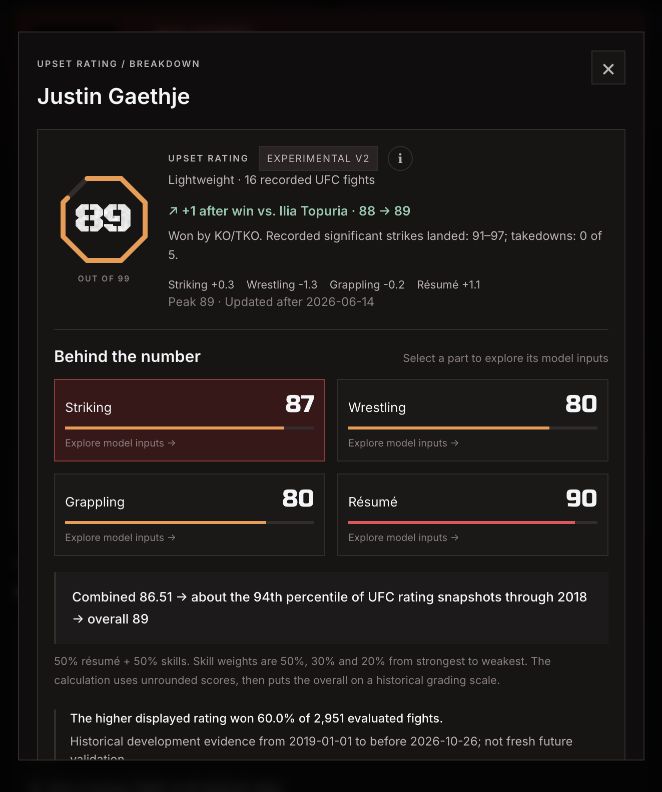 UPSET RATING / BREAKDOWN
Justin Gaethje
UPSET RATING EXPERIMENTAL V2 i
Lightweight · 16 recorded UFC fights
↗ +1 after win vs. Ilia Topuria · 88 → 89
Won by KO/TKO. Recorded significant strikes landed: 91–97; takedowns: 0 of
5.
Striking +0.3 Wrestling -1.3 Grappling -0.2 Résumé +1.1
Peak 89 · Updated after 2026-06-14
89
OUT OF 99
Behind the number
Select a part to explore its model inputs
Striking 87
Explore model inputs →
Wrestling 80
Explore model inputs →
Grappling 80
Explore model inputs →
Résumé 90
Explore model inputs →
Combined 86.51 → about the 94th percentile of UFC rating snapshots through 2018
→ overall 89
50% résumé + 50% skills. Skill weights are 50%, 30% and 20% from strongest to weakest. The
calculation uses unrounded scores, then puts the overall on a historical grading scale.
The higher displayed rating won 60.0% of 2,951 evaluated fights.
Historical development evidence from 2019-01-01 to before 2026-10-26; not fresh future
validation.